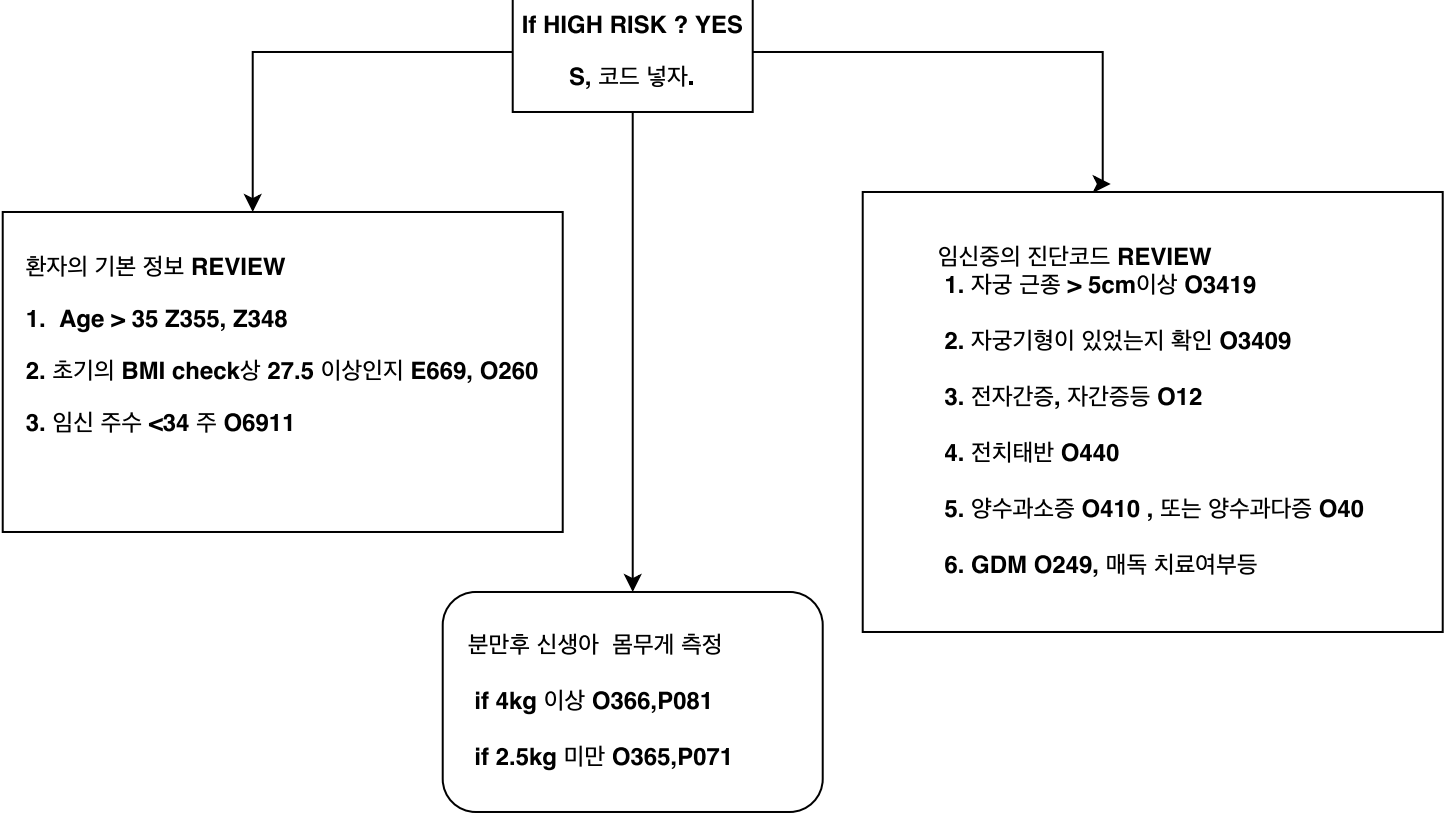 If HIGH RISK ? YES
S, 코드 넣자.
환자의 기본 정보 REVIEW
1. Age > 35 Z355, Z348
2. 초기의 BMI check상 27.5 이상인지 E669, O260
3. 임신 주수 <34 주 O6911
임신중의 진단코드 REVIEW
1. 자궁 근종 > 5cm이상 O3419
2. 자궁기형이 있었는지 확인 O3409
3. 전자간증, 자간증등 O12
4. 전치태반 O440
5. 양수과소증 O410 , 또는 양수과다증 O40
6. GDM O249, 매독 치료여부등
분만후 신생아 몸무게 측정
if 4kg 이상 O366,P081
if 2.5kg 미만 O365,P071